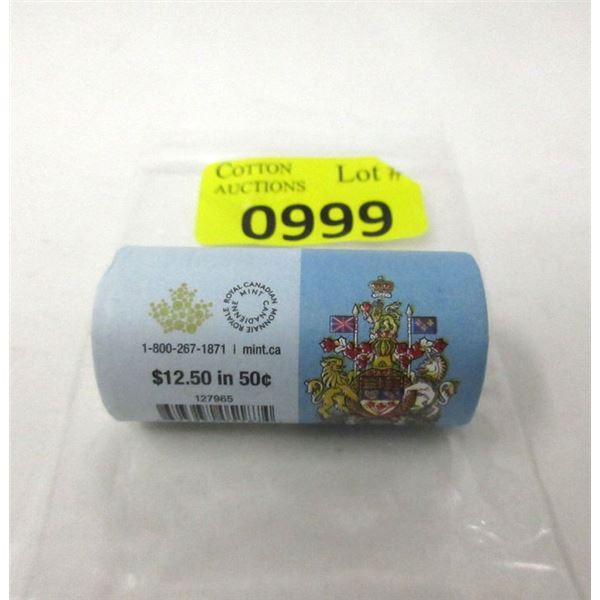 COTTON
AUCTIONS
Lot #
0999
ROYAL CANADIAN MINT
MONNAIE ROYALE CANADIENNE
1-800-267-1871 | mint.ca
$12.50 in 50¢
127965